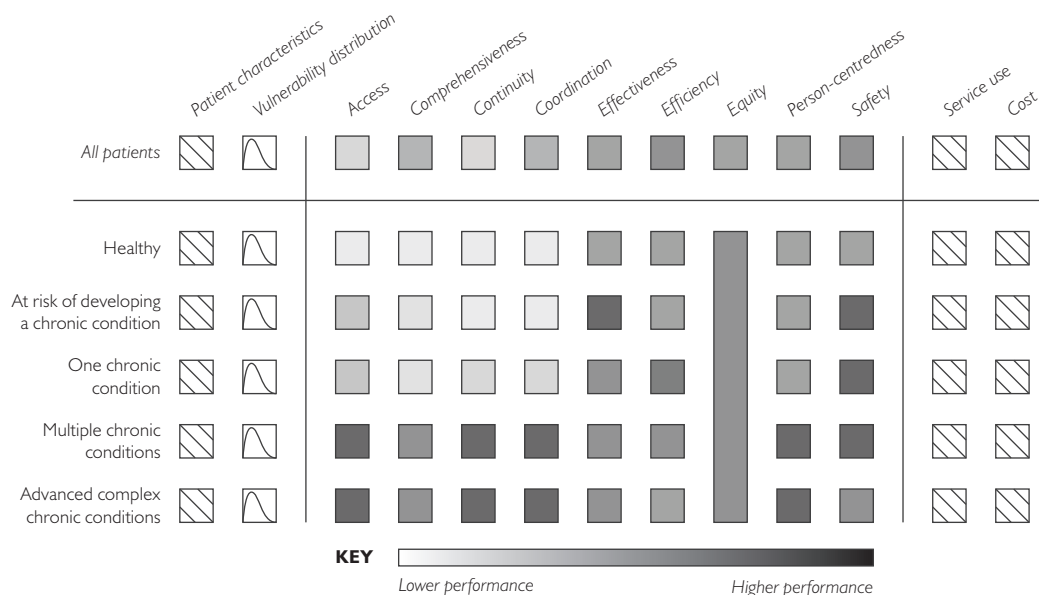 Patient characteristics
Vulnerability distribution
Access
Comprehensiveness
Continuity
Coordination
Effectiveness
Efficiency
Equity
Person-centredness
Safety
Service use
Cost
All patients
Healthy
At risk of developing
a chronic condition
One chronic
condition
Multiple chronic
conditions
Advanced complex
chronic conditions
KEY
Lower performance
Higher performance